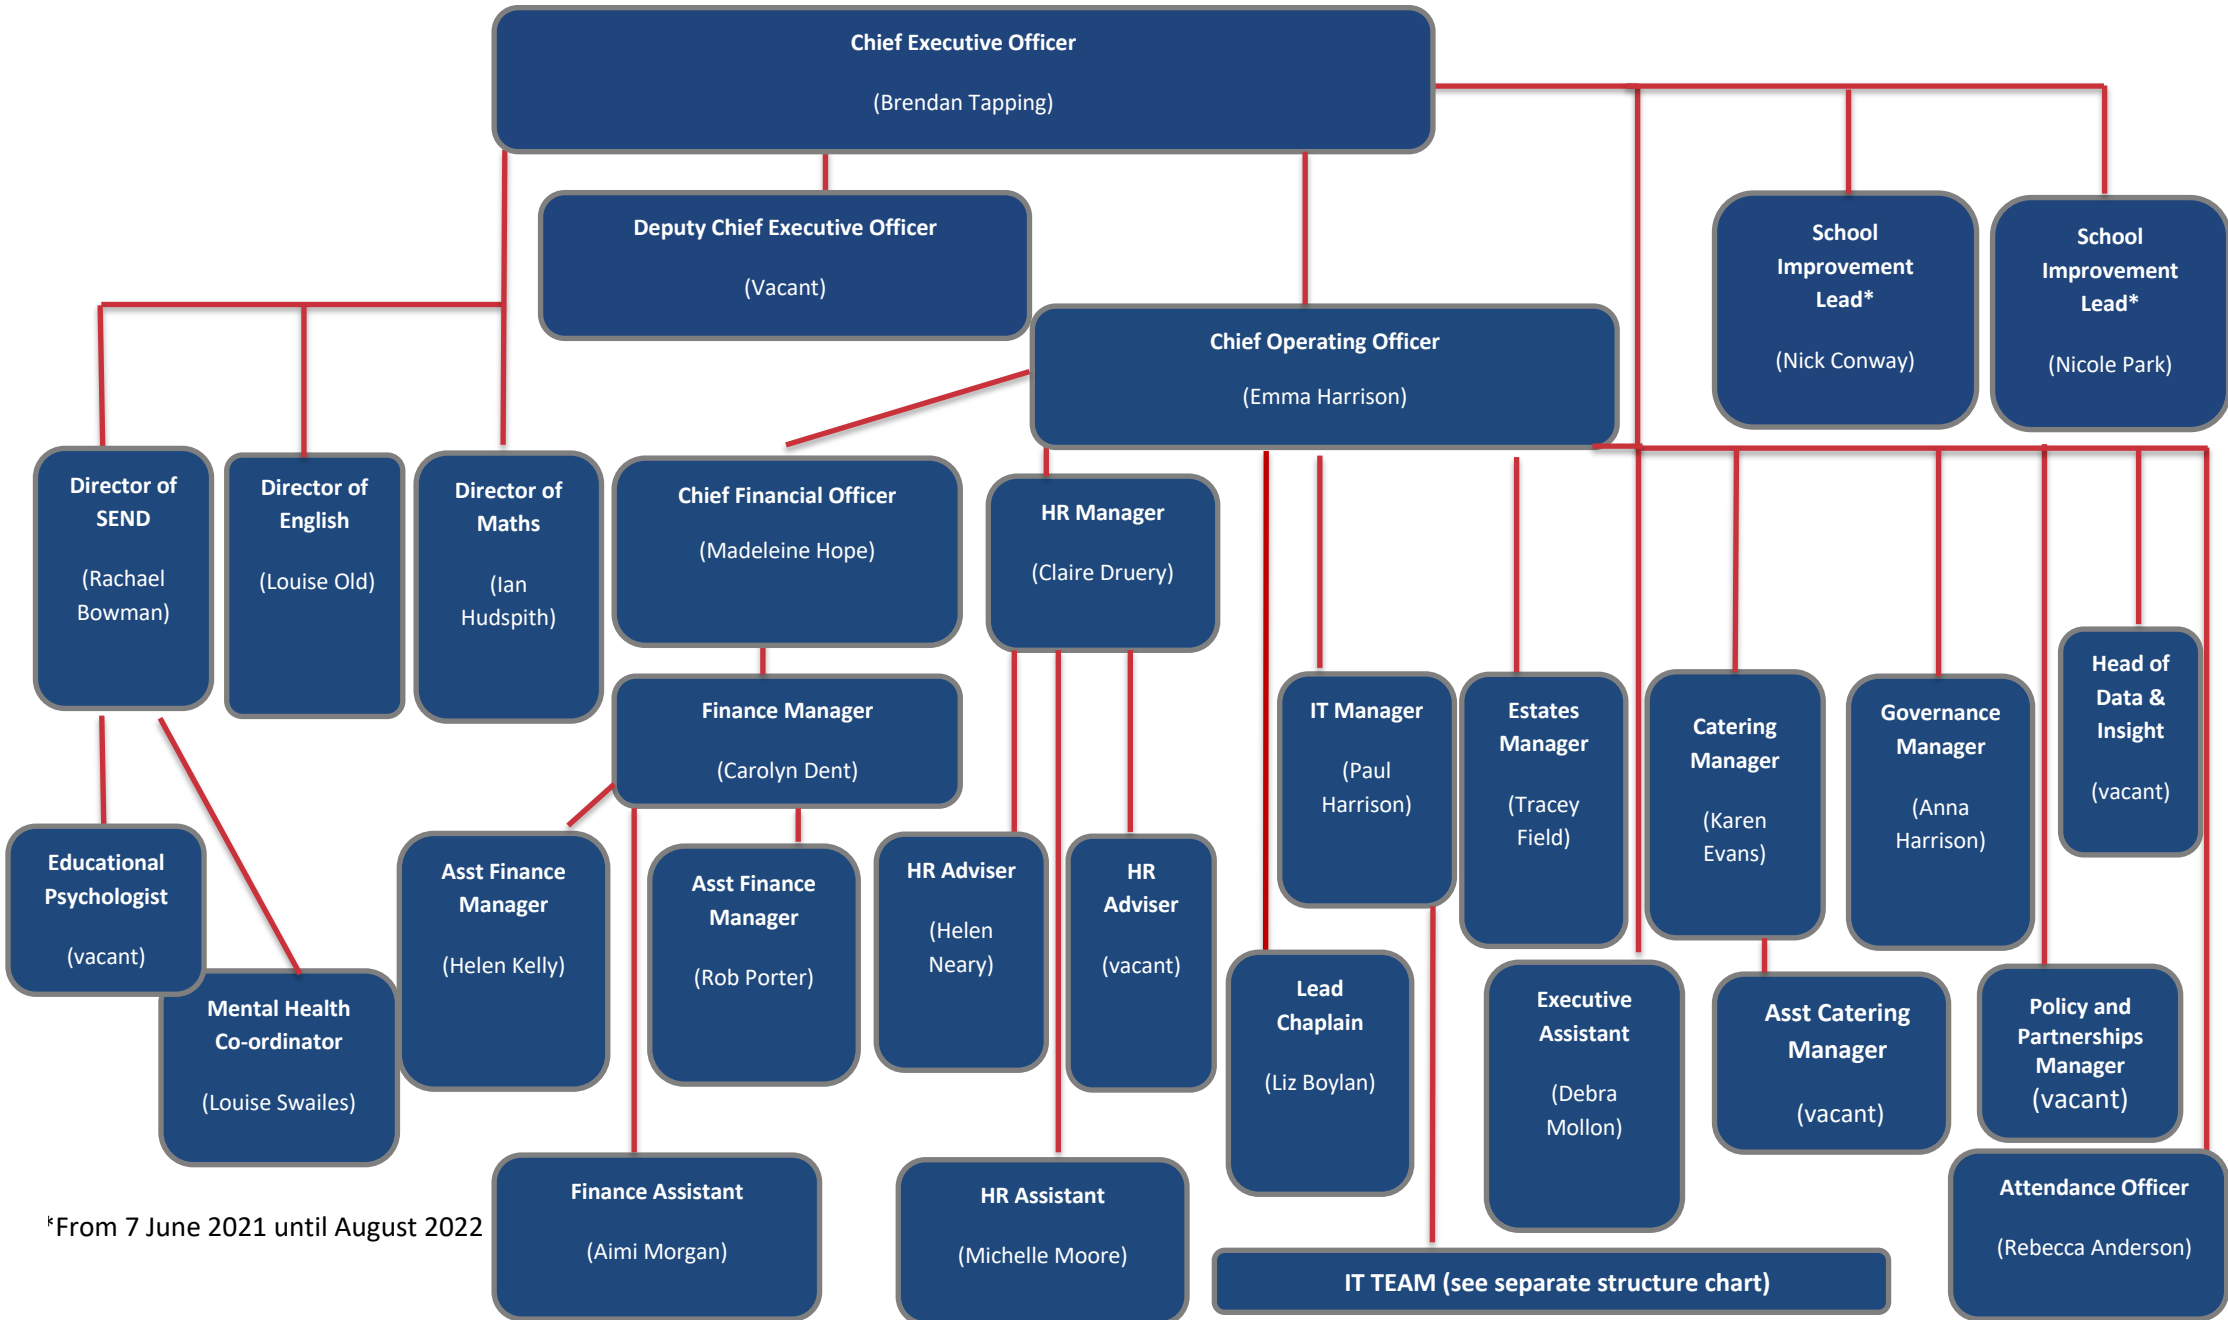 Chief Executive Officer
(Brendan Tapping)
Deputy Chief Executive Officer
(Vacant)
School
Improvement
Lead*
(Nick Conway)
School
Improvement
Lead*
(Nicole Park)
Chief Operating Officer
(Emma Harrison)
Director of
SEND
(Rachael
Bowman)
Director of
English
(Louise Old)
Director of
Maths
(Ian
Hudspith)
Chief Financial Officer
(Madeleine Hope)
HR Manager
(Claire Druery)
Finance Manager
(Carolyn Dent)
IT Manager
(Paul
Harrison)
Estates
Manager
(Tracey
Field)
Catering
Manager
(Karen
Evans)
Governance
Manager
(Anna
Harrison)
Head of
Data &
Insight
(vacant)
Educational
Psychologist
(vacant)
Mental Health
Co-ordinator
(Louise Swailes)
Asst Finance
Manager
(Helen Kelly)
Asst Finance
Manager
(Rob Porter)
HR Adviser
(Helen
Neary)
HR
Adviser
(vacant)
Lead
Chaplain
(Liz Boylan)
Executive
Assistant
(Debra
Mollon)
Asst Catering
Manager
(vacant)
Policy and
Partnerships
Manager
(vacant)
Finance Assistant
(Aimi Morgan)
HR Assistant
(Michelle Moore)
Attendance Officer
(Rebecca Anderson)
IT TEAM (see separate structure chart)
*From 7 June 2021 until August 2022